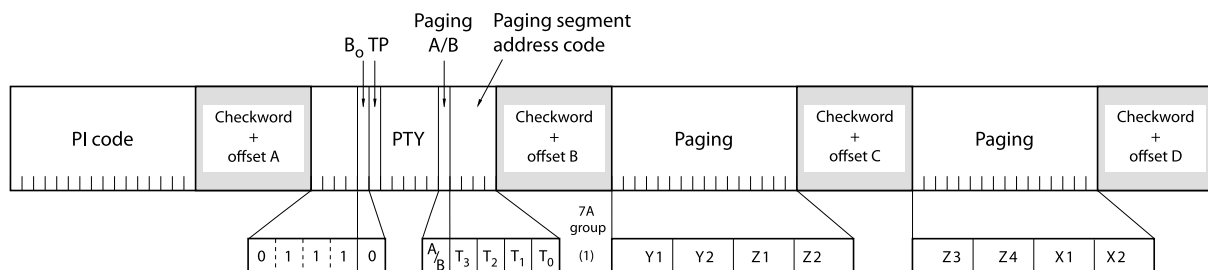 Paging Paging segment
B₀ TP A/B address code
PI code
Checkword
+
offset A
PTY
Checkword
+
offset B
Paging
Checkword
+
offset C
Paging
Checkword
+
offset D
0 1 1 1 0
A/B T₃ T₂ T₁ T₀
7A
group
(1)
Y1 Y2 Z1 Z2
Z3 Z4 X1 X2